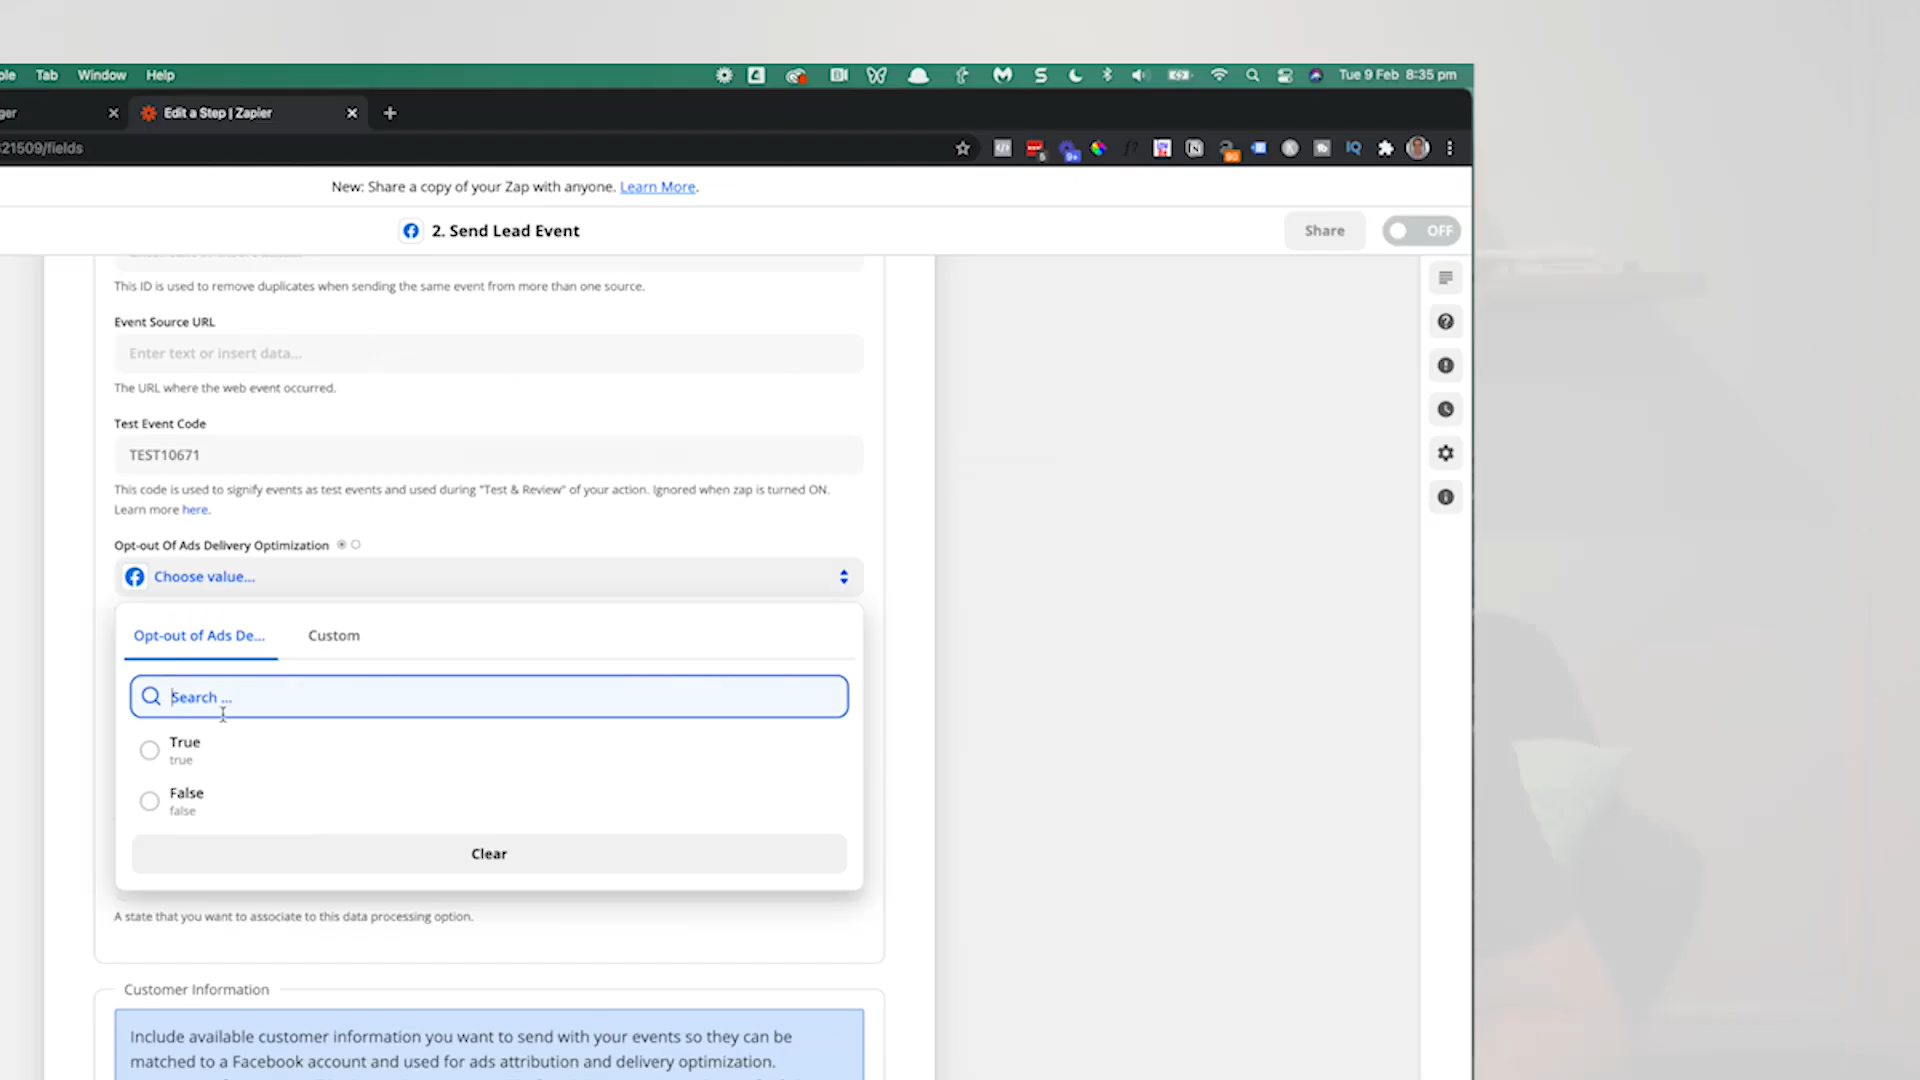 Tab Window Help
Tue 9 Feb 8:35 pm
Edit a Step | Zapier
21509/fields
New: Share a copy of your Zap with anyone. Learn More.
2. Send Lead Event
Share
OFF
This ID is used to remove duplicates when sending the same event from more than one source.
Event Source URL
Enter text or insert data...
The URL where the web event occurred.
Test Event Code
TEST10671
This code is used to signify events as test events and used during "Test & Review" of your action. Ignored when zap is turned ON.
Learn more here.
Opt-out Of Ads Delivery Optimization
Choose value...
Opt-out of Ads De... Custom
Search ...
True
true
False
false
Clear
A state that you want to associate to this data processing option.
Customer Information
Include available customer information you want to send with your events so they can be
matched to a Facebook account and used for ads attribution and delivery optimization.